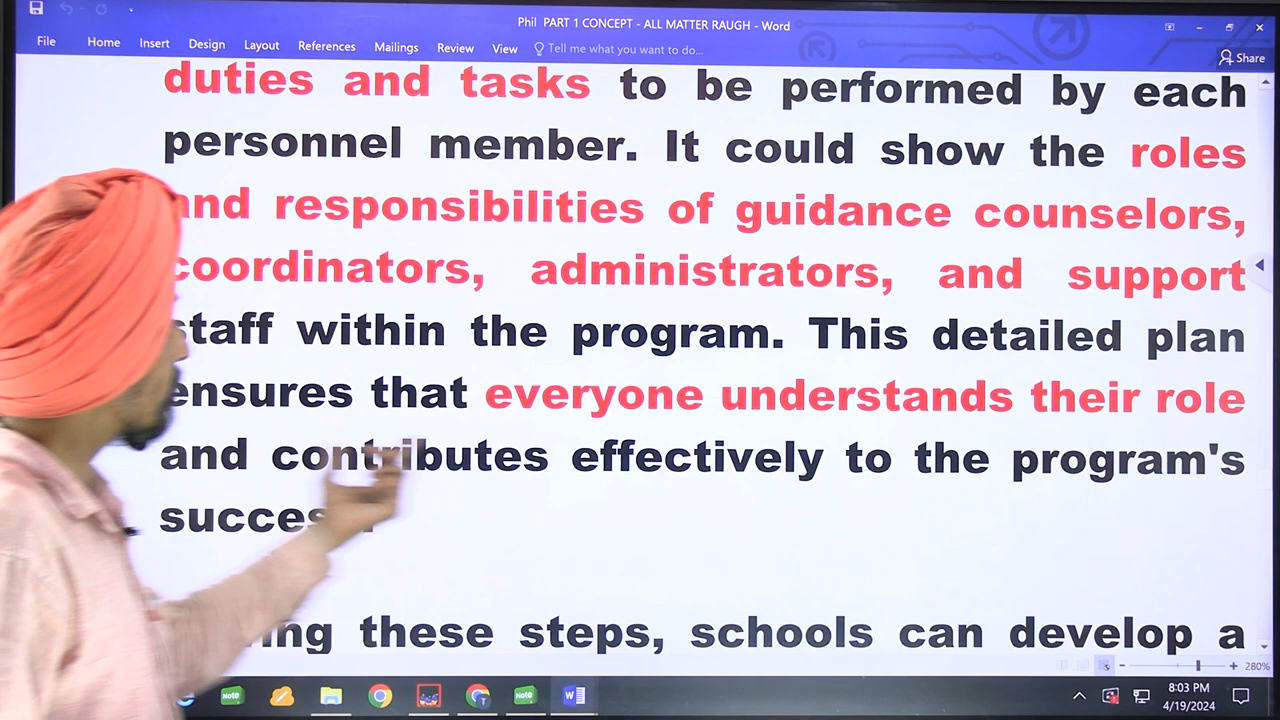 Phil PART 1 CONCEPT - ALL MATTER RAUGH - Word
File Home Insert Design Layout References Mailings Review View Tell me what you want to do... Share
duties and tasks to be performed by each
personnel member. It could show the roles
and responsibilities of guidance counselors,
coordinators, administrators, and support
staff within the program. This detailed plan
ensures that everyone understands their role
and contributes effectively to the program's
success.
these steps, schools can develop a
280%
Note Note
8:03 PM
4/19/2024